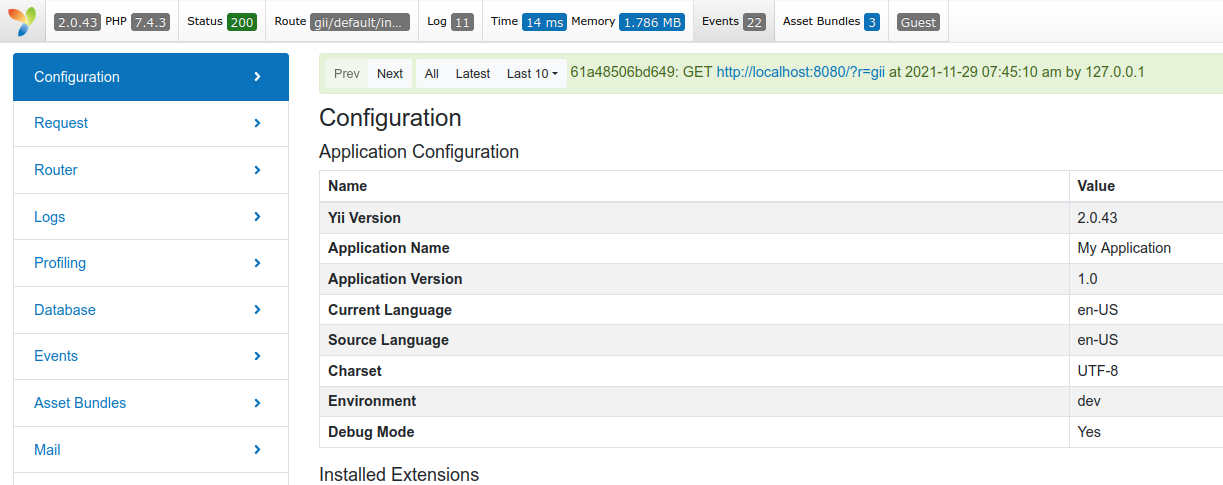 2.0.43 PHP 7.4.3 Status 200 Route gii/default/in... Log 11 Time 14 ms Memory 1.786 MB Events 22 Asset Bundles 3 Guest
Configuration
Request
Router
Logs
Profiling
Database
Events
Asset Bundles
Mail
Prev Next All Latest Last 10 61a48506bd649: GET http://localhost:8080/?r=gii at 2021-11-29 07:45:10 am by 127.0.0.1
Configuration
Application Configuration
Name Value
Yii Version 2.0.43
Application Name My Application
Application Version 1.0
Current Language en-US
Source Language en-US
Charset UTF-8
Environment dev
Debug Mode Yes
Installed Extensions